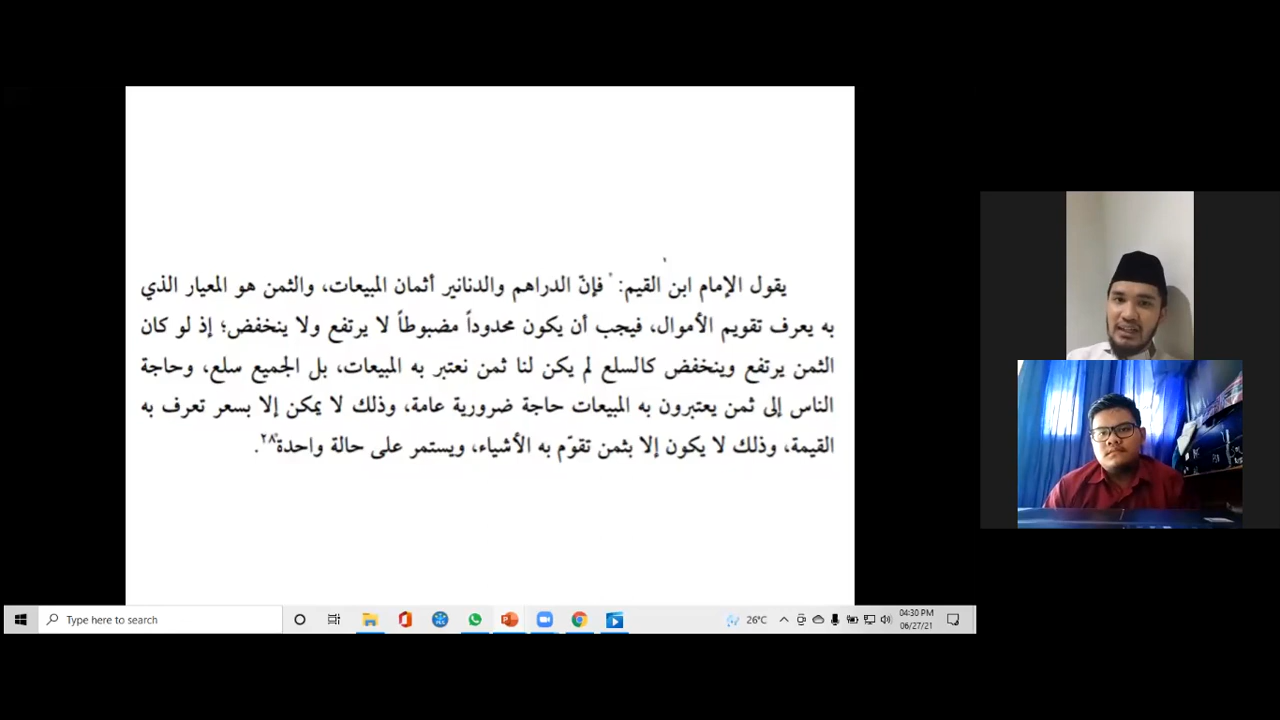 يقول الإمام ابن القيم: "فإنّ الدراهم والدنانير أثمان المبيعات، والثمن هو المعيار الذي
به يعرف تقويم الأموال، فيجب أن يكون محدوداً مضبوطاً لا يرتفع ولا ينخفض؛ إذ لو كان
الثمن يرتفع وينخفض كالسلع لم يكن لنا ثمن نعتبر به المبيعات، بل الجميع سلع، وحاجة
الناس إلى ثمن يعتبرون به المبيعات حاجة ضرورية عامة، وذلك لا يمكن إلا بسعر تعرف به
القيمة، وذلك لا يكون إلا بثمن تقوّم به الأشياء، ويستمر على حالة واحدة"٢٨.
Type here to search
26°C
04:30 PM
06/27/21